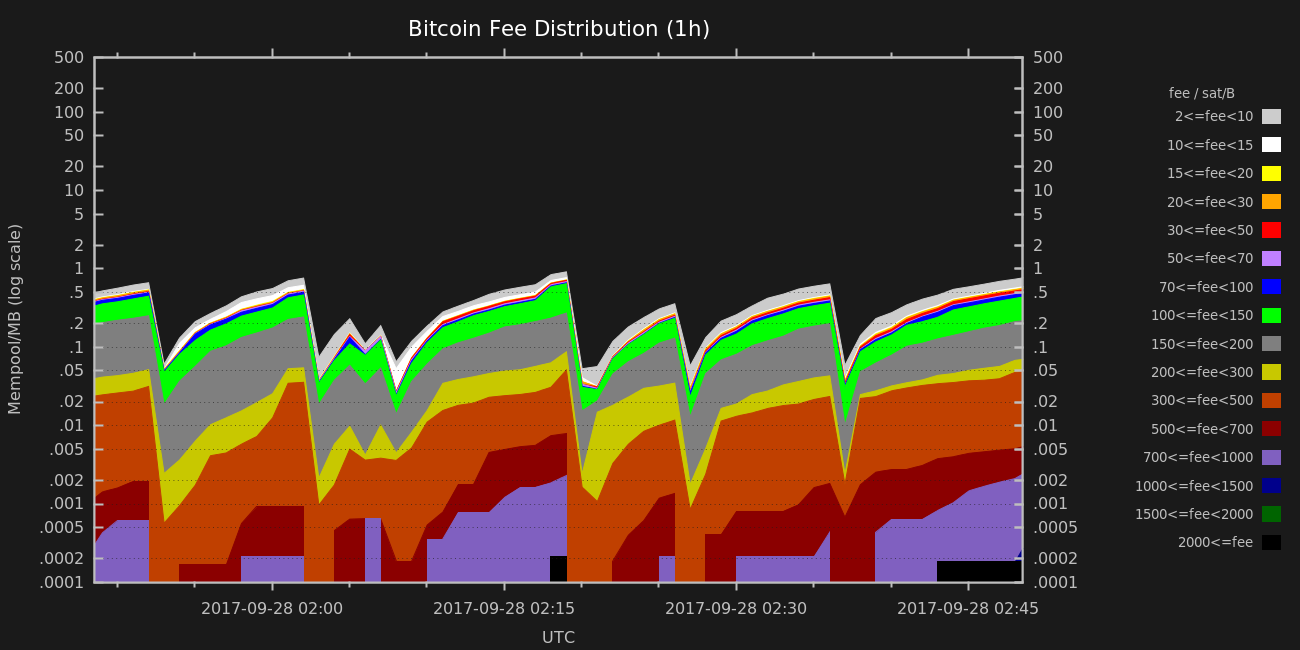 Bitcoin Fee Distribution (1h)
Mempool/MB (log scale)
500
200
100
50
20
10
5
2
1
.5
.2
.1
.05
.02
.01
.005
.002
.001
.0005
.0002
.0001
500
200
100
50
20
10
5
2
1
.5
.2
.1
.05
.02
.01
.005
.002
.001
.0005
.0002
.0001
2017-09-28 02:00
2017-09-28 02:15
2017-09-28 02:30
2017-09-28 02:45
UTC
fee / sat/B
2<=fee<10
10<=fee<15
15<=fee<20
20<=fee<30
30<=fee<50
50<=fee<70
70<=fee<100
100<=fee<150
150<=fee<200
200<=fee<300
300<=fee<500
500<=fee<700
700<=fee<1000
1000<=fee<1500
1500<=fee<2000
2000<=fee